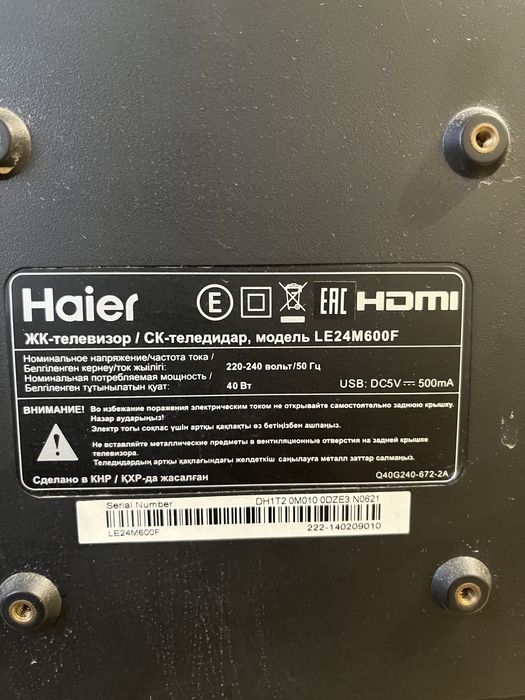 Haier E EAC HDMI
ЖК-телевизор / СК-теледидар, модель LE24M600F
Номинальное напряжение/частота тока /
Белгіленген кернеу/ток жыілігі: 220-240 вольт/50 Гц
Номинальная потребляемая мощность /
Белгіленген тұтынылатын қуат: 40 Вт USB: DC5V 500mA
ВНИМАНИЕ! Во избежание поражения электрическим током не открывайте самостоятельно заднюю крышку.
Назар аударыңыз!
Электр тогы соқпас үшін артқы қақпақты өз бетіңізбен ашпаңыз.
Не вставляйте металлические предметы в вентиляционные отверстия на задней крышке
телевизора.
Теледидардың артқы қақпағындағы желдеткіш саңылауға металл заттар салмаңыз.
Сделано в КНР / ҚХР-да жасалған Q40G240-672-2A
Serial Number DH1T2 0M010 0DZE3 N0621
LE24M600F 222-140209010